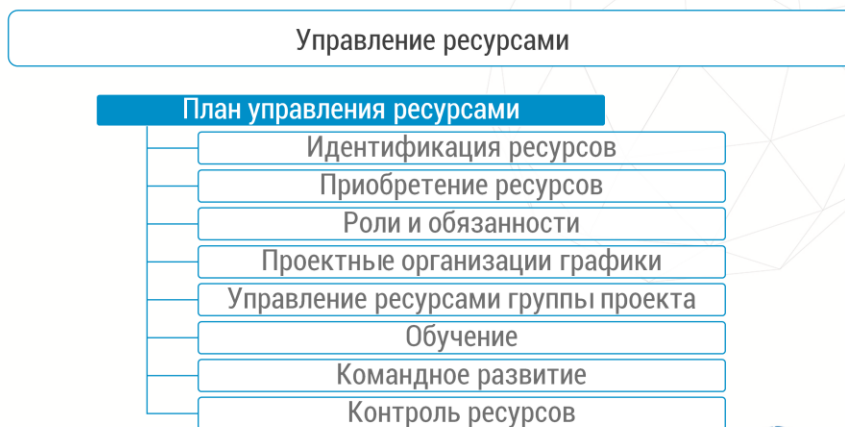 Управление ресурсами
План управления ресурсами
Идентификация ресурсов
Приобретение ресурсов
Роли и обязанности
Проектные организации графики
Управление ресурсами группы проекта
Обучение
Командное развитие
Контроль ресурсов